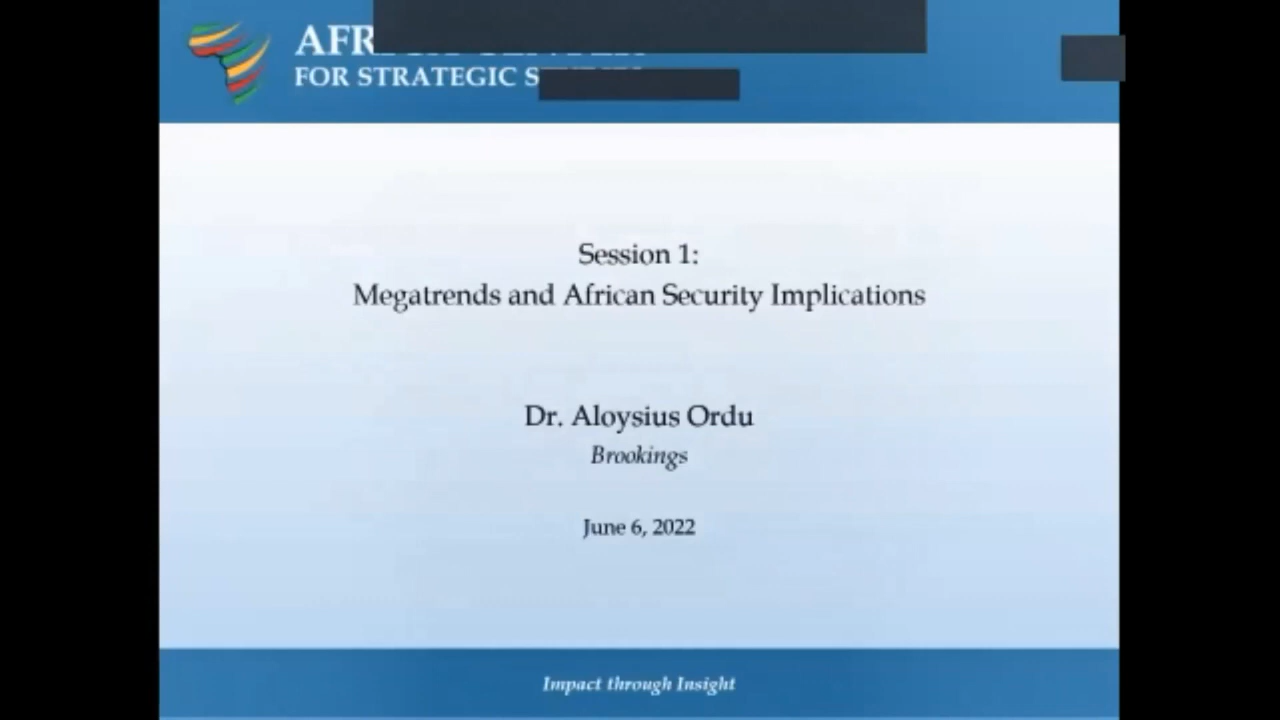 FOR STRATEGIC
Session 1:
Megatrends and African Security Implications
Dr. Aloysius Ordu
Brookings
June 6, 2022
Impact through Insight